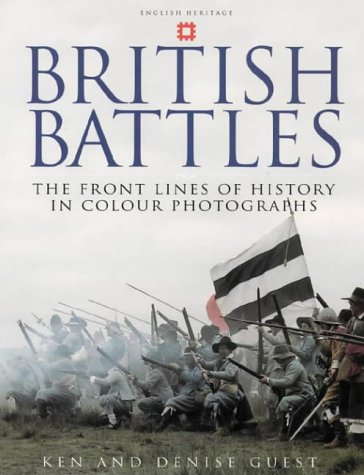 ENGLISH HERITAGE
BRITISH
BATTLES
THE FRONT LINES OF HISTORY
IN COLOUR PHOTOGRAPHS
KEN AND DENISE GUEST